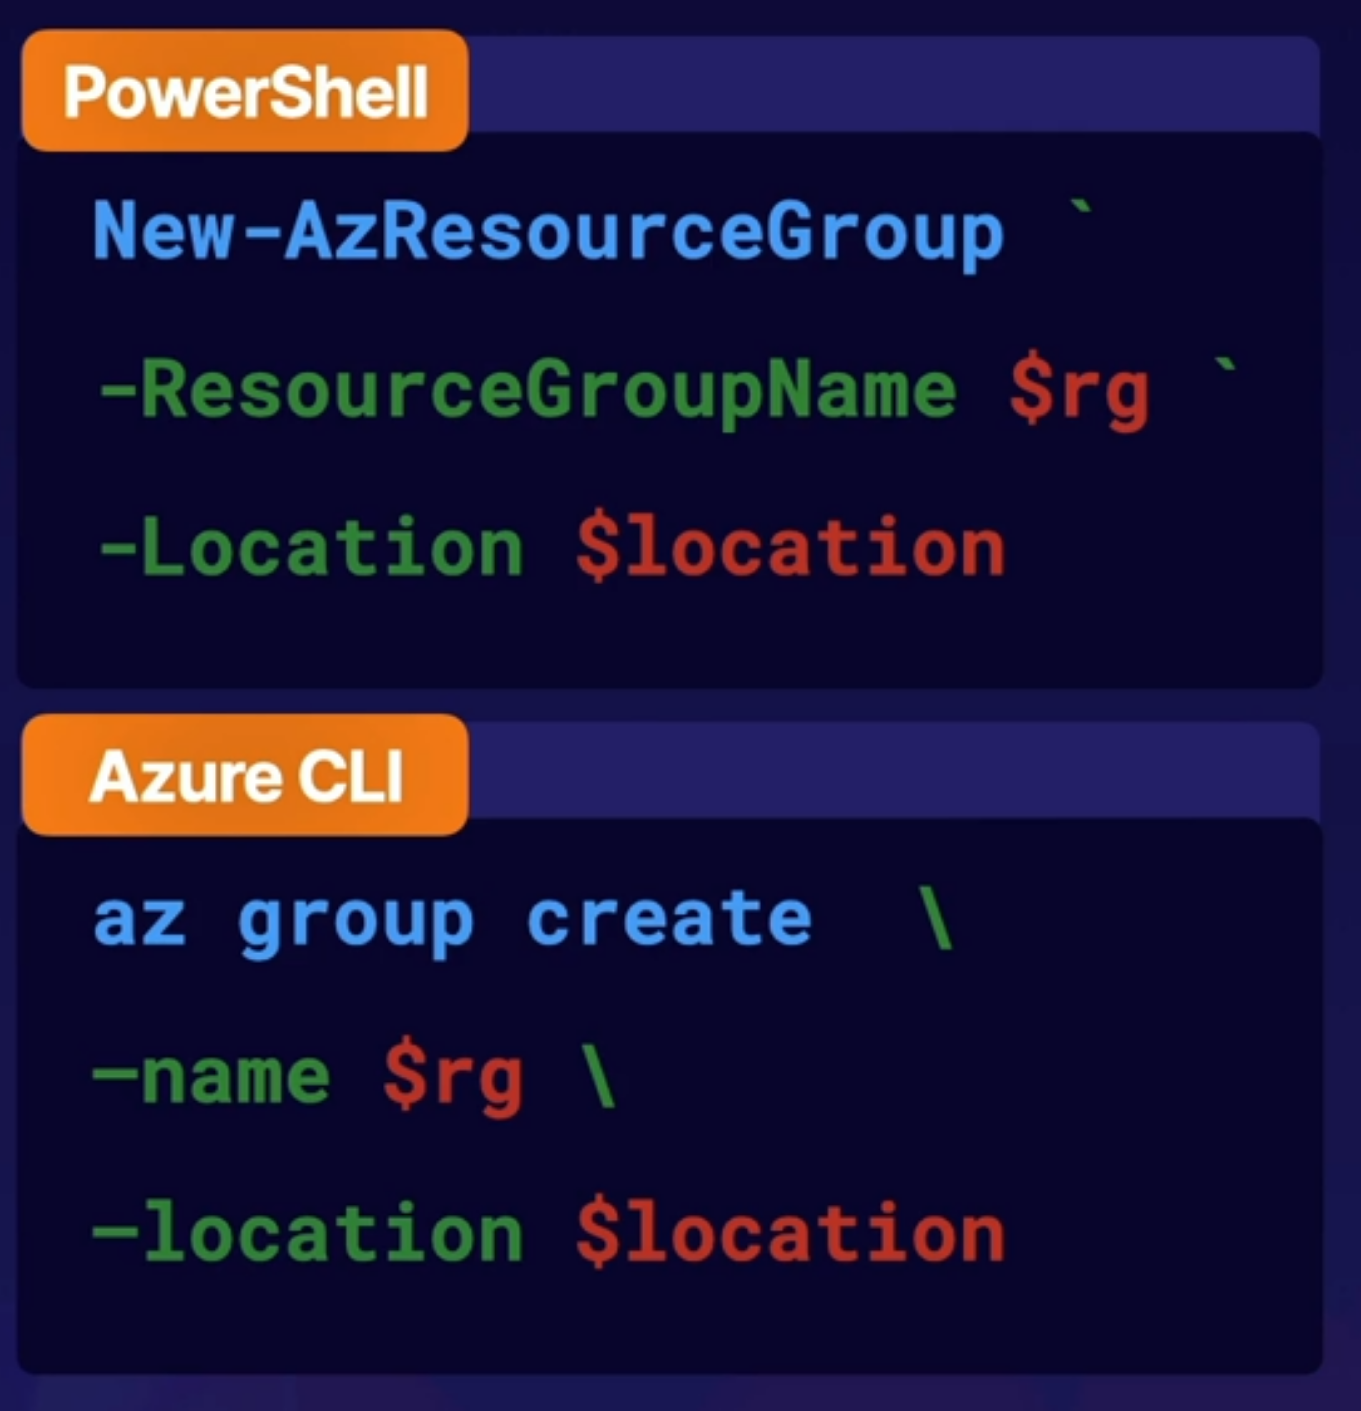 PowerShell
New-AzResourceGroup `
-ResourceGroupName $rg `
-Location $location
Azure CLI
az group create  \
—name $rg \
—location $location